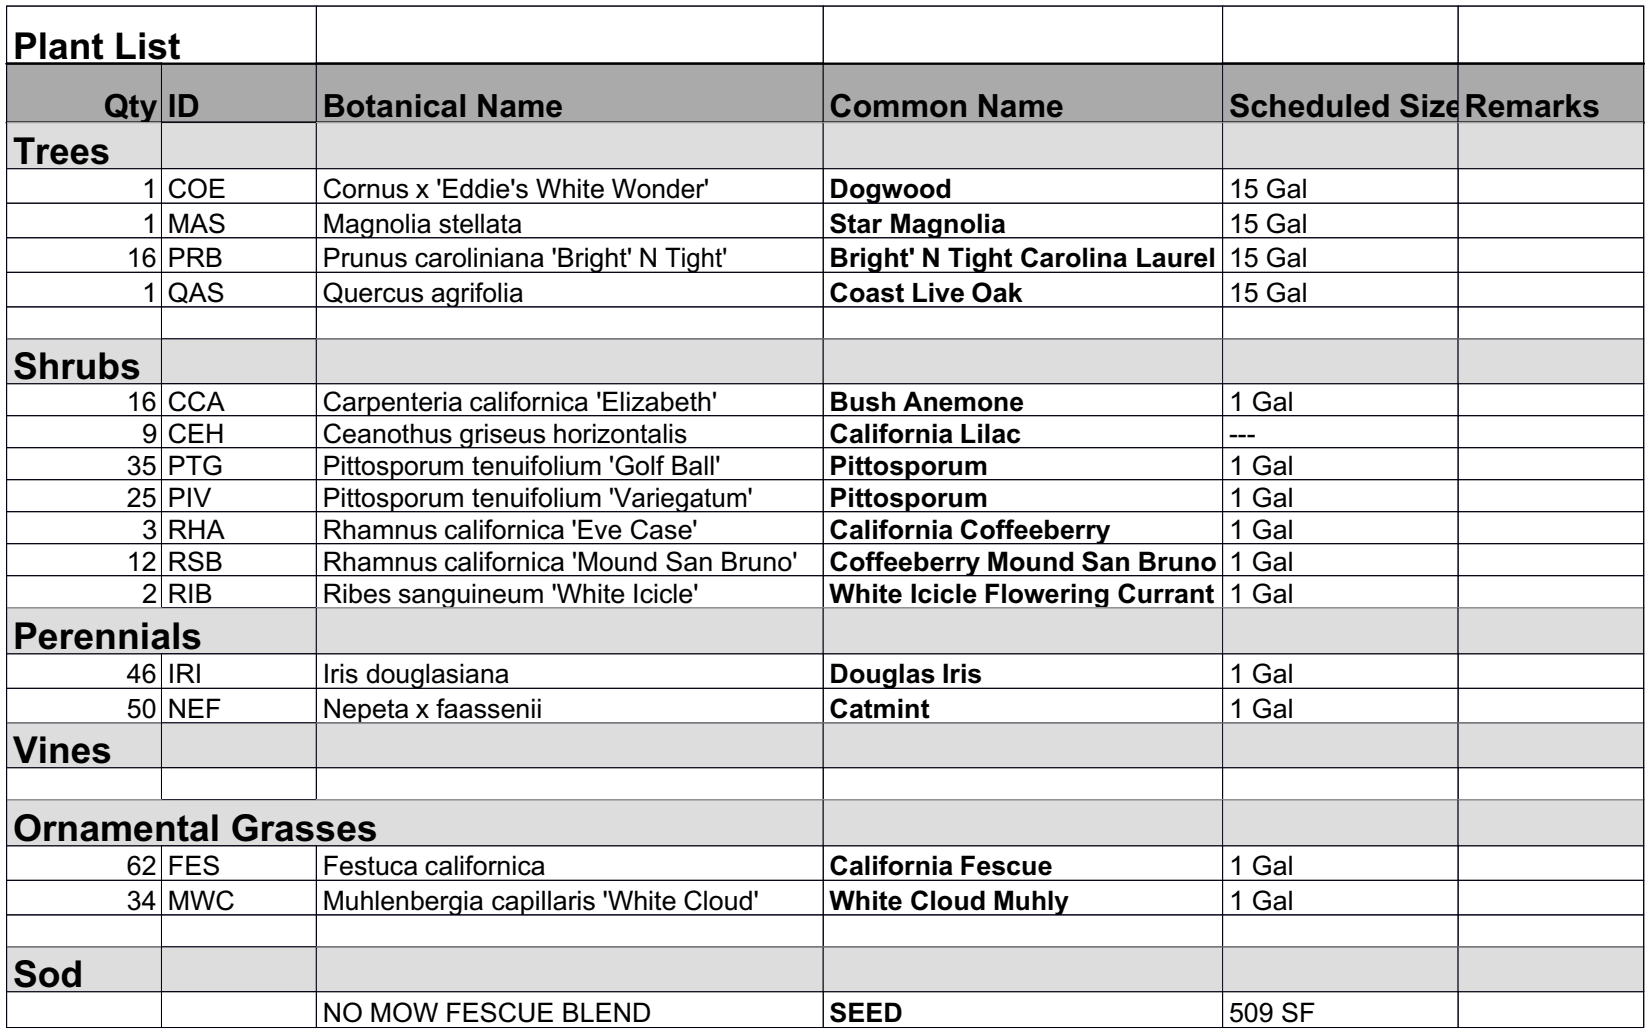 Plant List
Qty ID Botanical Name Common Name Scheduled Size Remarks
Trees
1 COE Cornus x 'Eddie's White Wonder' Dogwood 15 Gal
1 MAS Magnolia stellata Star Magnolia 15 Gal
16 PRB Prunus caroliniana 'Bright' N Tight' Bright' N Tight Carolina Laurel 15 Gal
1 QAS Quercus agrifolia Coast Live Oak 15 Gal
Shrubs
16 CCA Carpenteria californica 'Elizabeth' Bush Anemone 1 Gal
9 CEH Ceanothus griseus horizontalis California Lilac ---
35 PTG Pittosporum tenuifolium 'Golf Ball' Pittosporum 1 Gal
25 PIV Pittosporum tenuifolium 'Variegatum' Pittosporum 1 Gal
3 RHA Rhamnus californica 'Eve Case' California Coffeeberry 1 Gal
12 RSB Rhamnus californica 'Mound San Bruno' Coffeeberry Mound San Bruno 1 Gal
2 RIB Ribes sanguineum 'White Icicle' White Icicle Flowering Currant 1 Gal
Perennials
46 IRI Iris douglasiana Douglas Iris 1 Gal
50 NEF Nepeta x faassenii Catmint 1 Gal
Vines
Ornamental Grasses
62 FES Festuca californica California Fescue 1 Gal
34 MWC Muhlenbergia capillaris 'White Cloud' White Cloud Muhly 1 Gal
Sod
NO MOW FESCUE BLEND SEED 509 SF